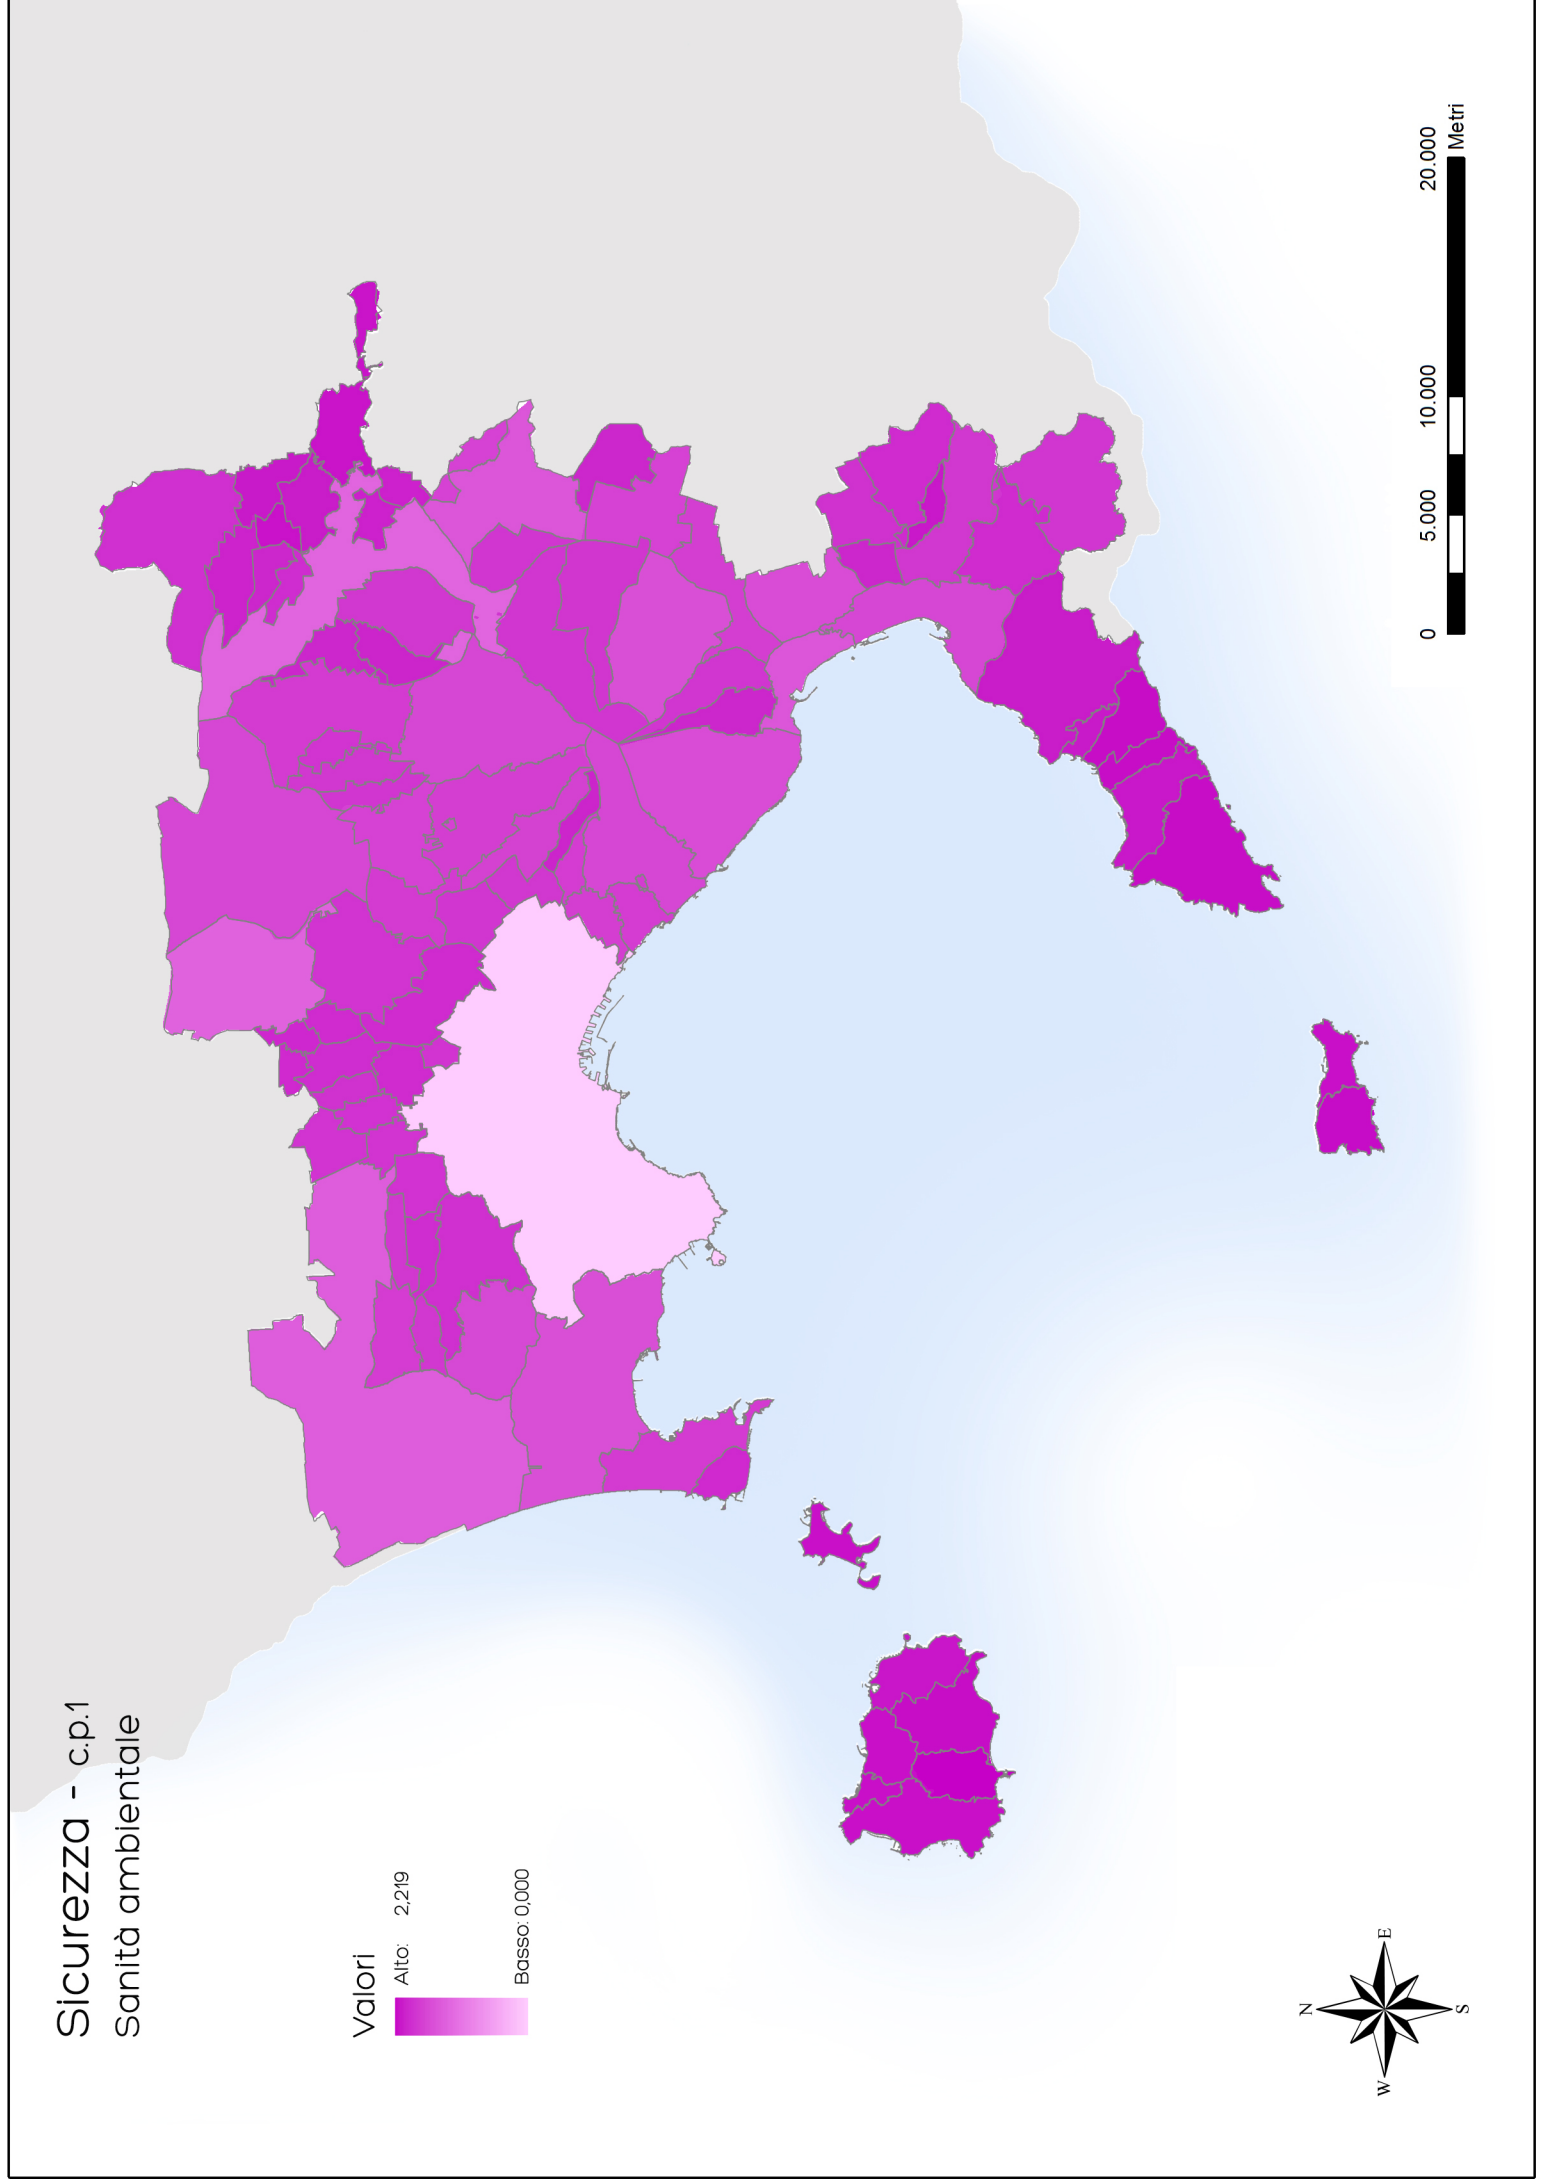 Sicurezza - c.p.1
Sanità ambientale
Valori
Alto: 2,219
Basso: 0,000
N
W
E
S
0
5.000
10.000
20.000
Metri